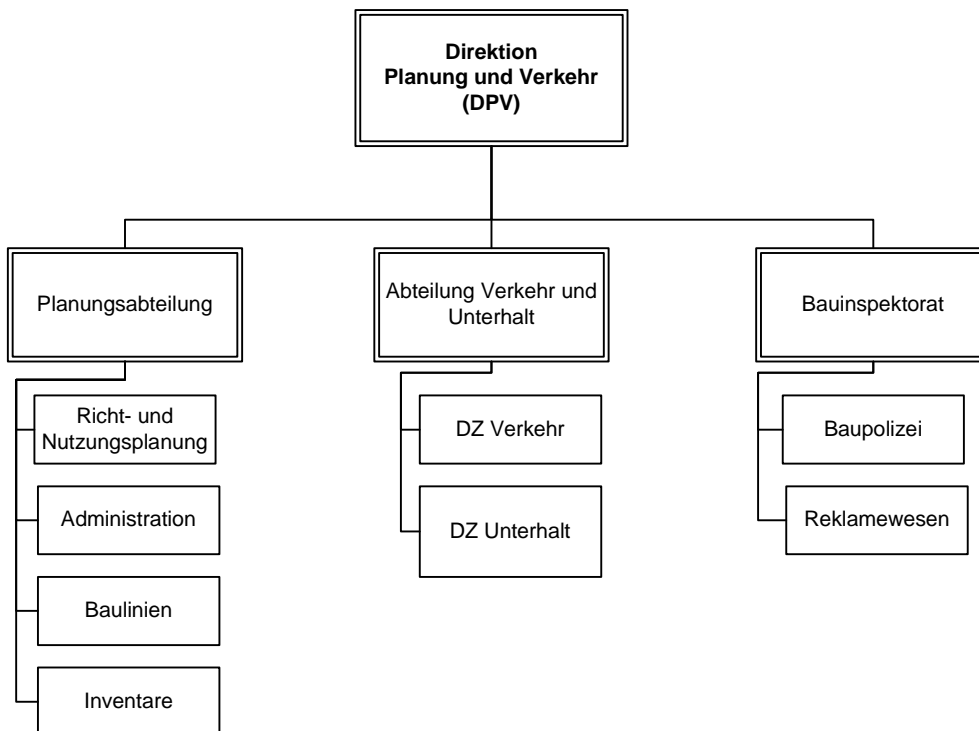 Direktion
Planung und Verkehr
(DPV)
Planungsabteilung
Abteilung Verkehr und
Unterhalt
Bauinspektorat
Richt- und
Nutzungsplanung
Administration
Baulinien
Inventare
DZ Verkehr
DZ Unterhalt
Baupolizei
Reklamewesen